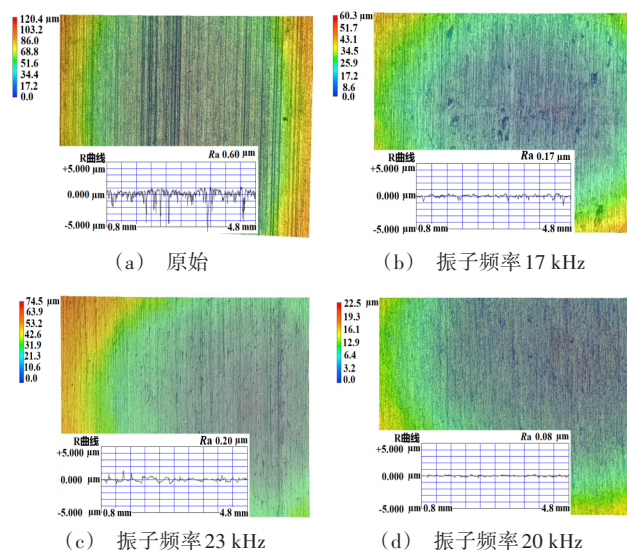 120.4 μm
103.2
86.0
68.8
51.6
34.4
17.2
0.0
R曲线
Ra 0.60 μm
+5.000 μm
0.000 μm
-5.000 μm
0.8 mm
4.8 mm
(a) 原始
60.3 μm
51.7
43.1
34.5
25.9
17.2
8.6
0.0
R曲线
Ra 0.17 μm
+5.000 μm
0.000 μm
-5.000 μm
0.8 mm
4.8 mm
(b) 振子频率17 kHz
74.5 μm
63.9
53.2
42.6
31.9
21.3
10.6
0.0
R曲线
Ra 0.20 μm
+5.000 μm
0.000 μm
-5.000 μm
0.8 mm
4.8 mm
(c) 振子频率23 kHz
22.5 μm
19.3
16.1
12.9
9.7
6.4
3.2
0.0
R曲线
Ra 0.08 μm
+5.000 μm
0.000 μm
-5.000 μm
0.8 mm
4.8 mm
(d) 振子频率20 kHz